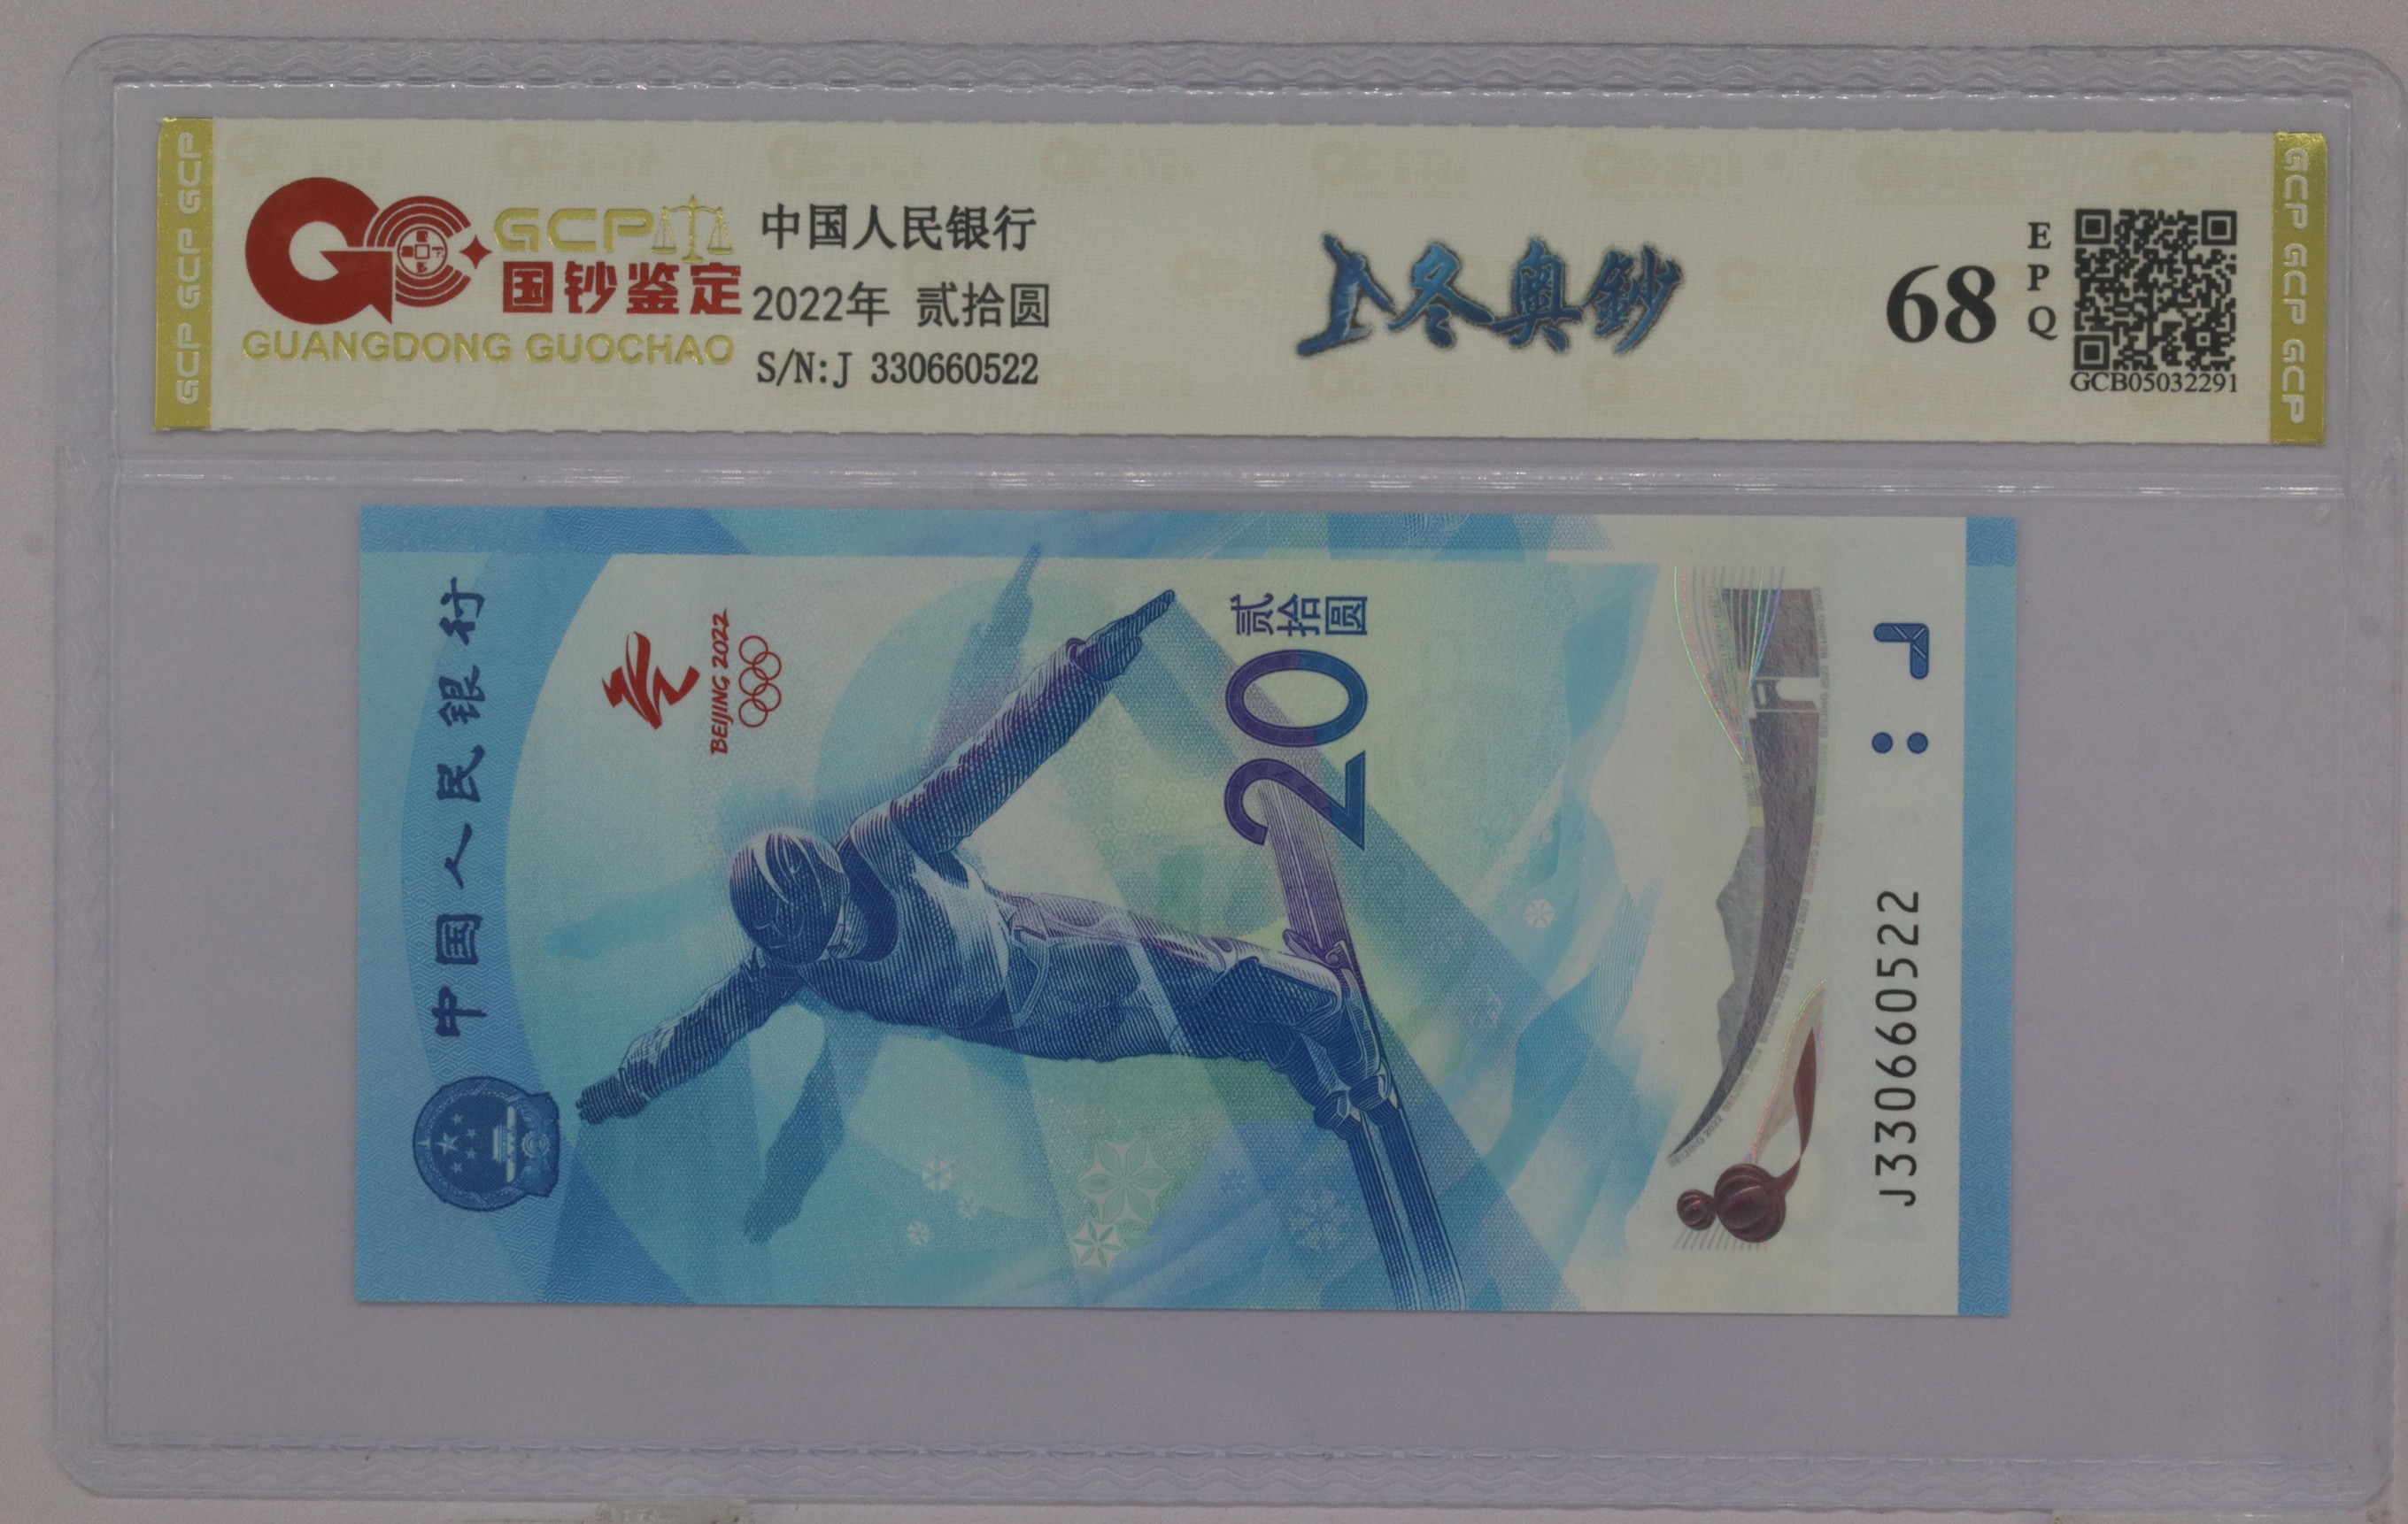 GCP GCP GCP
GCP
国钞鉴定
GUANGDONG GUOCHAO
中国人民银行
2022年 贰拾圆
S/N:J 330660522
冬奥鈔
68
EPQ
GCB05032291
GCP GCP GCP
中国人民银行
BEIJING 2022
贰拾圆
20
J330660522